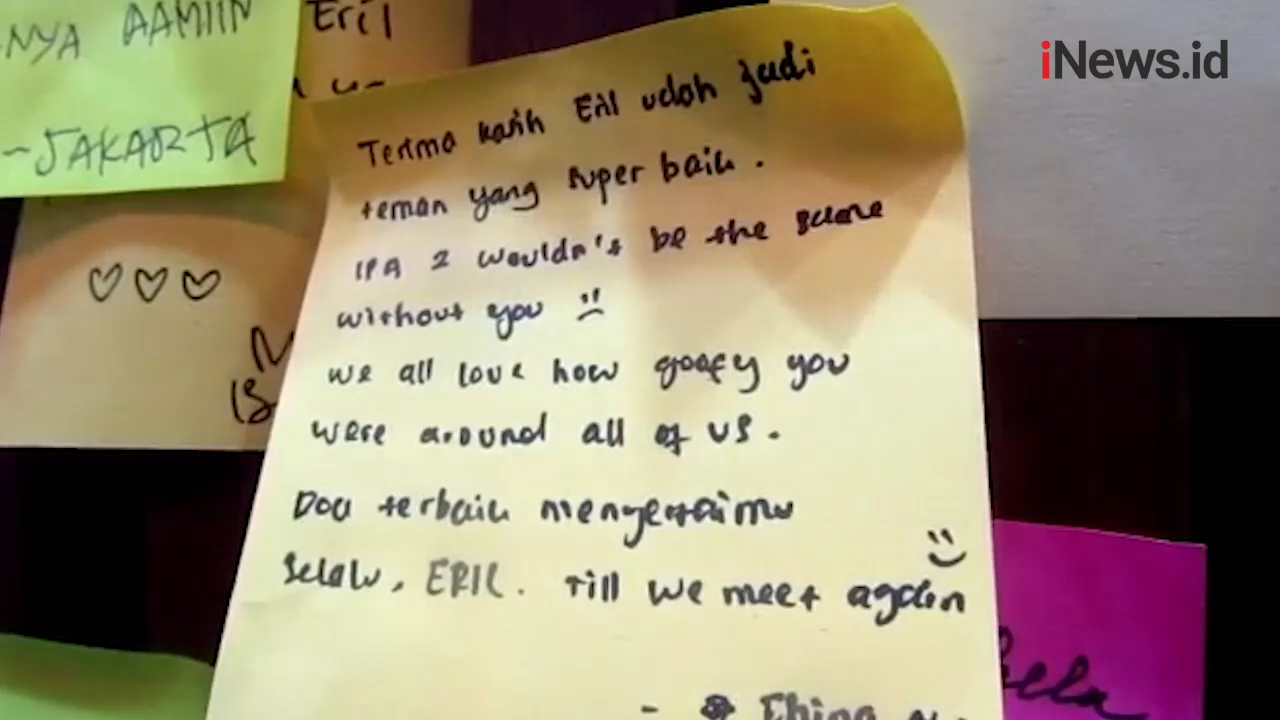 NYA AAMIIN
-JAKARTA
Eril
iNews.id
Terima kasih Eril udah jadi
teman yang super baik.
IPA 2 wouldn't be the same
without you
we all love how goofy you
were around all of us.
Doa terbaik menyertaimu
selalu, ERIL. Till we meet again